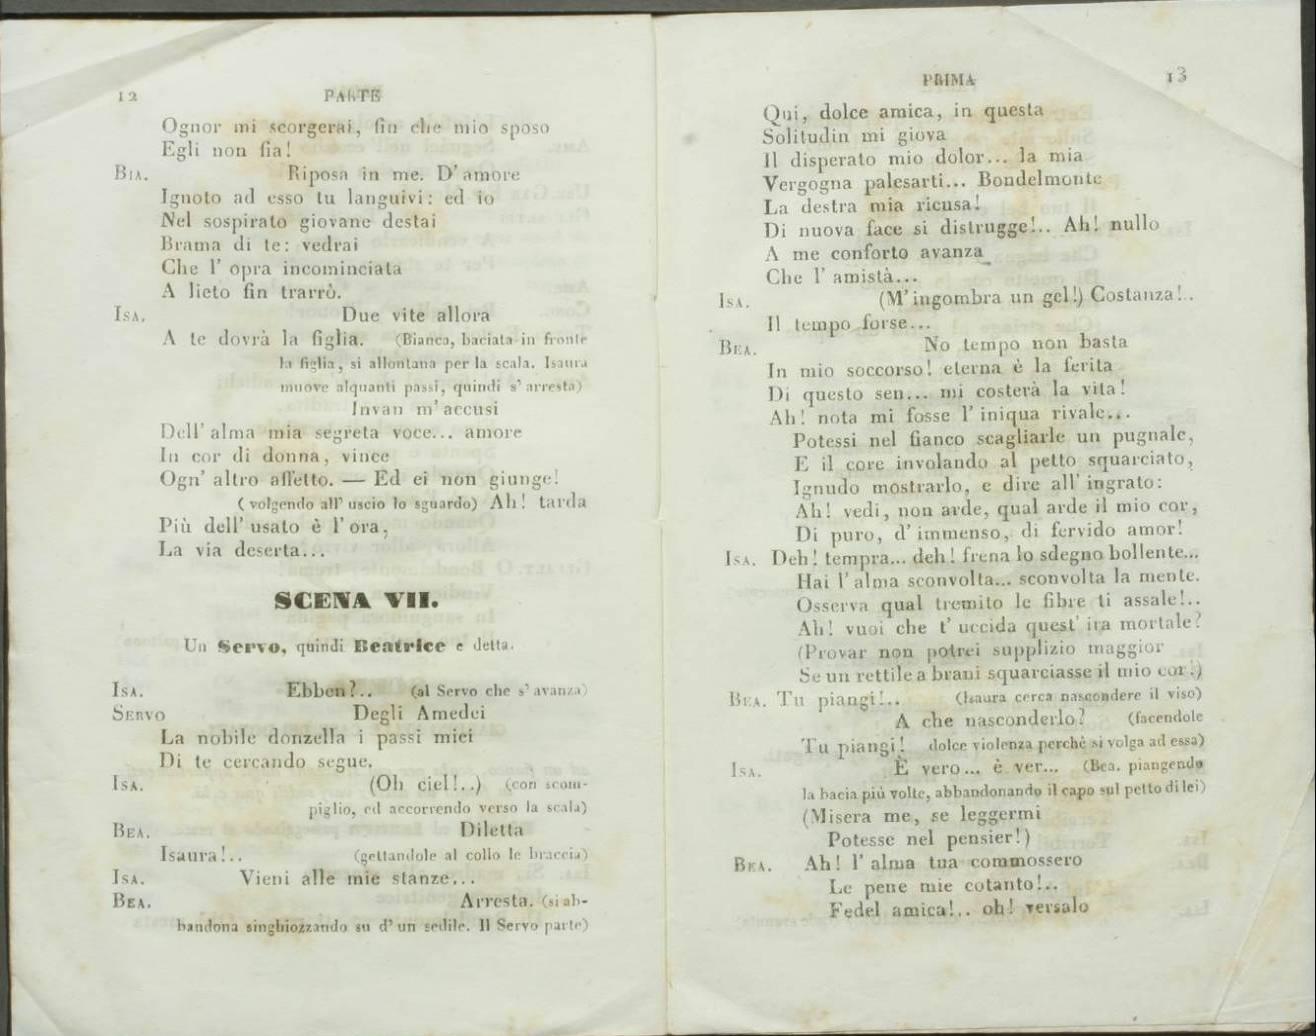 12 PARTE
Ognor mi scorgerai, fin che mio sposo
Egli non fia!
BIA. Riposa in me. D' amore
Ignoto ad esso tu languivi: ed io
Nel sospirato giovane destai
Brama di te: vedrai
Che l' opra incominciata
A lieto fin trarrò.
ISA. Due vite allora
A te dovrà la figlia. (Bianca, baciata in fronte
la figlia, si allontana per la scala. Isaura
muove alquanti passi, quindi s' arresta)
Invan m' accusi
Dell' alma mia segreta voce... amore
In cor di donna, vince
Ogn' altro affetto. — Ed ei non giunge!
(volgendo all' uscio lo sguardo) Ah! tarda
Più dell' usato è l' ora,
La via deserta...
SCENA VII.
Un Servo, quindi Beatrice e detta.
ISA. Ebben?.. (al Servo che s' avanza)
SERVO Degli Amedei
La nobile donzella i passi miei
Di te cercando segue.
ISA. (Oh ciel!..) (con scom-
piglio, ed accorrendo verso la scala)
BEA. Diletta
Isaura!.. (gettandole al collo le braccia)
ISA. Vieni alle mie stanze...
BEA. Arresta. (si ab-
bandona singhiozzando su d' un sedile. Il Servo parte)
PRIMA 13
Qui, dolce amica, in questa
Solitudin mi giova
Il disperato mio dolor... la mia
Vergogna palesarti... Bondelmonte
La destra mia ricusa!
Di nuova face si distrugge!.. Ah! nullo
A me conforto avanza
Che l' amistà...
ISA. (M' ingombra un gel!) Costanza!..
Il tempo forse...
BEA. No tempo non basta
In mio soccorso! eterna è la ferita
Di questo sen... mi costerà la vita!
Ah! nota mi fosse l' iniqua rivale...
Potessi nel fianco scagliarle un pugnale,
E il core involando al petto squarciato,
Ignudo mostrarlo, e dire all' ingrato:
Ah! vedi, non arde, qual arde il mio cor,
Di puro, d' immenso, di fervido amor!
ISA. Deh! tempra... deh! frena lo sdegno bollente...
Hai l' alma sconvolta... sconvolta la mente.
Osserva qual tremito le fibre ti assale!..
Ah! vuoi che t' uccida quest' ira mortale?
(Provar non potrei supplizio maggior
Se un rettile a brani squarciasse il mio cor!)
BEA. Tu piangi!.. (Isaura cerca nascondere il viso)
A che nasconderlo? (facendole
Tu piangi! dolce violenza perchè si volga ad essa)
ISA. È vero... è ver... (Bea. piangendo
la bacia più volte, abbandonando il capo sul petto di lei)
(Misera me, se leggermi
Potesse nel pensier!)
BEA. Ah! l' alma tua commossero
Le pene mie cotanto!..
Fedel amica!.. oh! versalo